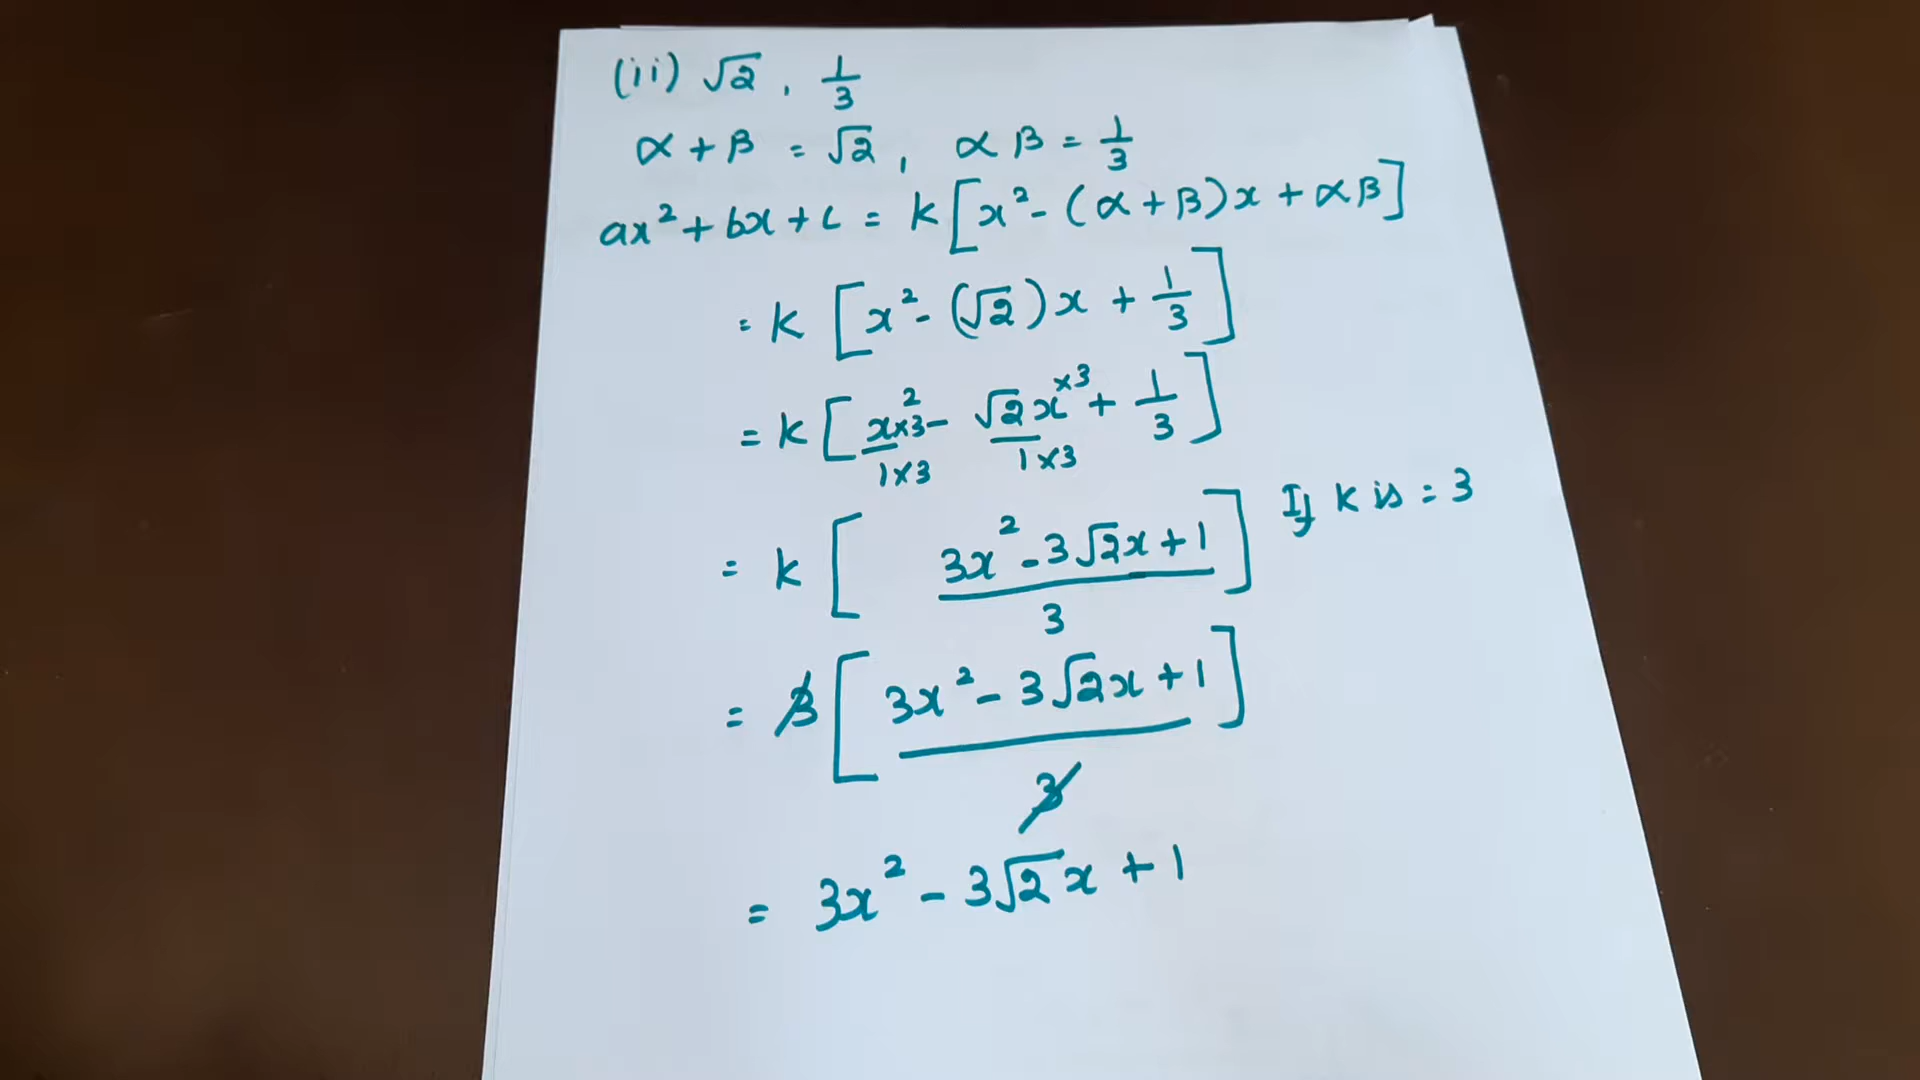 (ii) √2, 1/3
α + β = √2, α β = 1/3
ax² + bx + c = k[x² - (α + β)x + α β]
= k [x² - (√2)x + 1/3]
= k [x²×3/1×3 - √2x×3/1×3 + 1/3]
= k [3x² - 3√2x + 1/3] If k is = 3
= 3 [3x² - 3√2x + 1/3]
= 3x² - 3√2x + 1